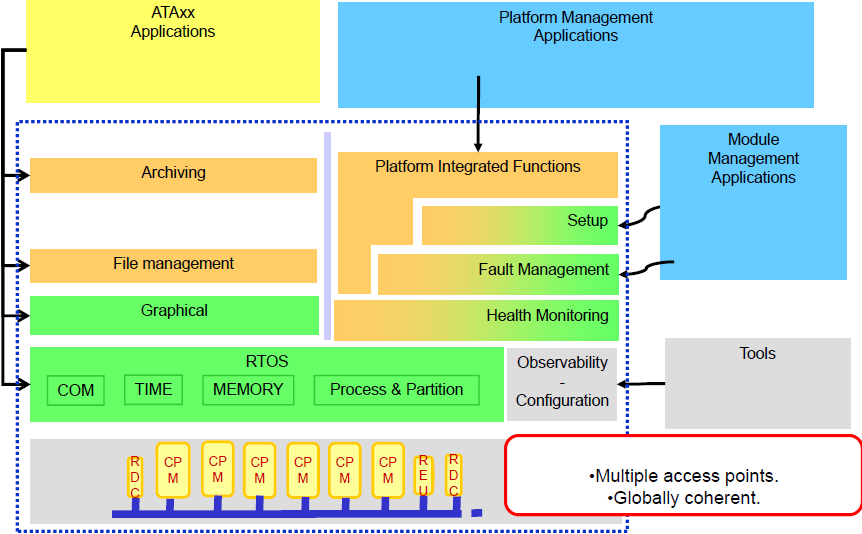 ATAxx
Applications
Platform Management
Applications
Archiving
Platform Integrated Functions
Module
Management
Applications
Setup
File management
Fault Management
Graphical
Health Monitoring
RTOS
COM
TIME
MEMORY
Process & Partition
Observability
-
Configuration
Tools
R
D
C
CP
M
CP
M
CP
M
CP
M
CP
M
CP
M
R
E
U
R
D
C
•Multiple access points.
•Globally coherent.